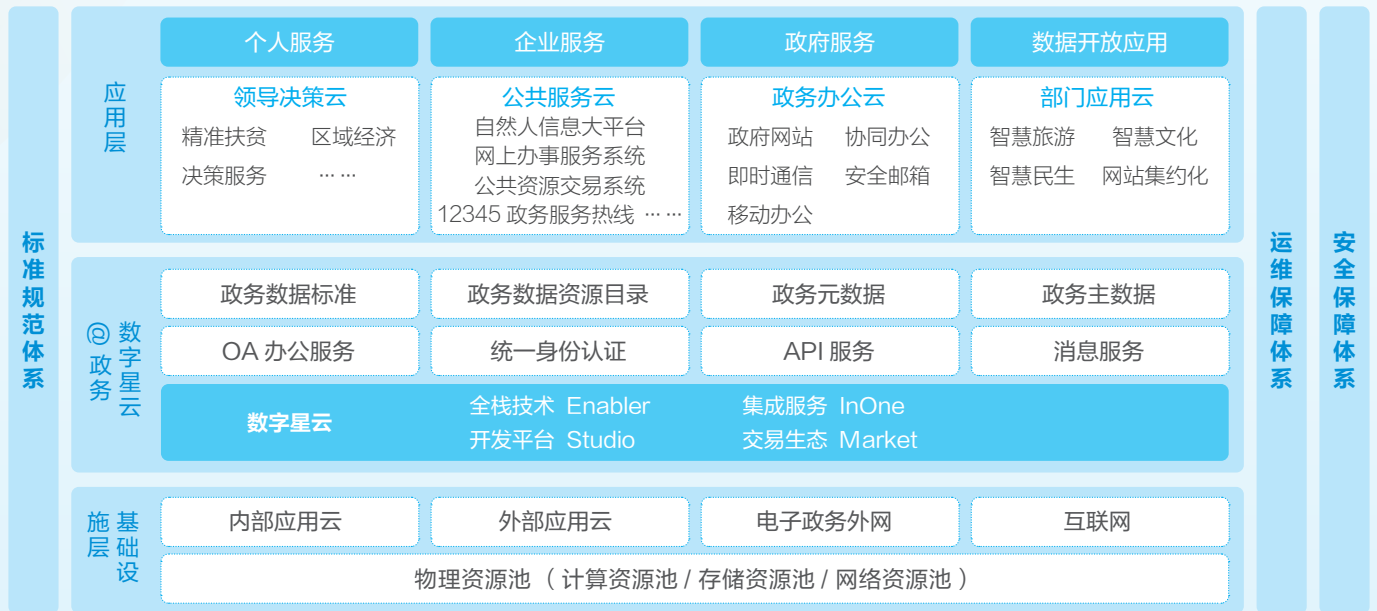 标准规范体系
应用层
个人服务
企业服务
政府服务
数据开放应用
领导决策云
精准扶贫 区域经济
决策服务 ……
公共服务云
自然人信息大平台
网上办事服务系统
公共资源交易系统
12345 政务服务热线 ……
政务办公云
政府网站 协同办公
即时通信 安全邮箱
移动办公
部门应用云
智慧旅游 智慧文化
智慧民生 网站集约化
数字星云
@政务
政务数据标准
政务数据资源目录
政务元数据
政务主数据
OA 办公服务
统一身份认证
API 服务
消息服务
数字星云
全栈技术 Enabler
集成服务 InOne
开发平台 Studio
交易生态 Market
基础设
施层
内部应用云
外部应用云
电子政务外网
互联网
物理资源池 ( 计算资源池 / 存储资源池 / 网络资源池 )
运维保障体系
安全保障体系